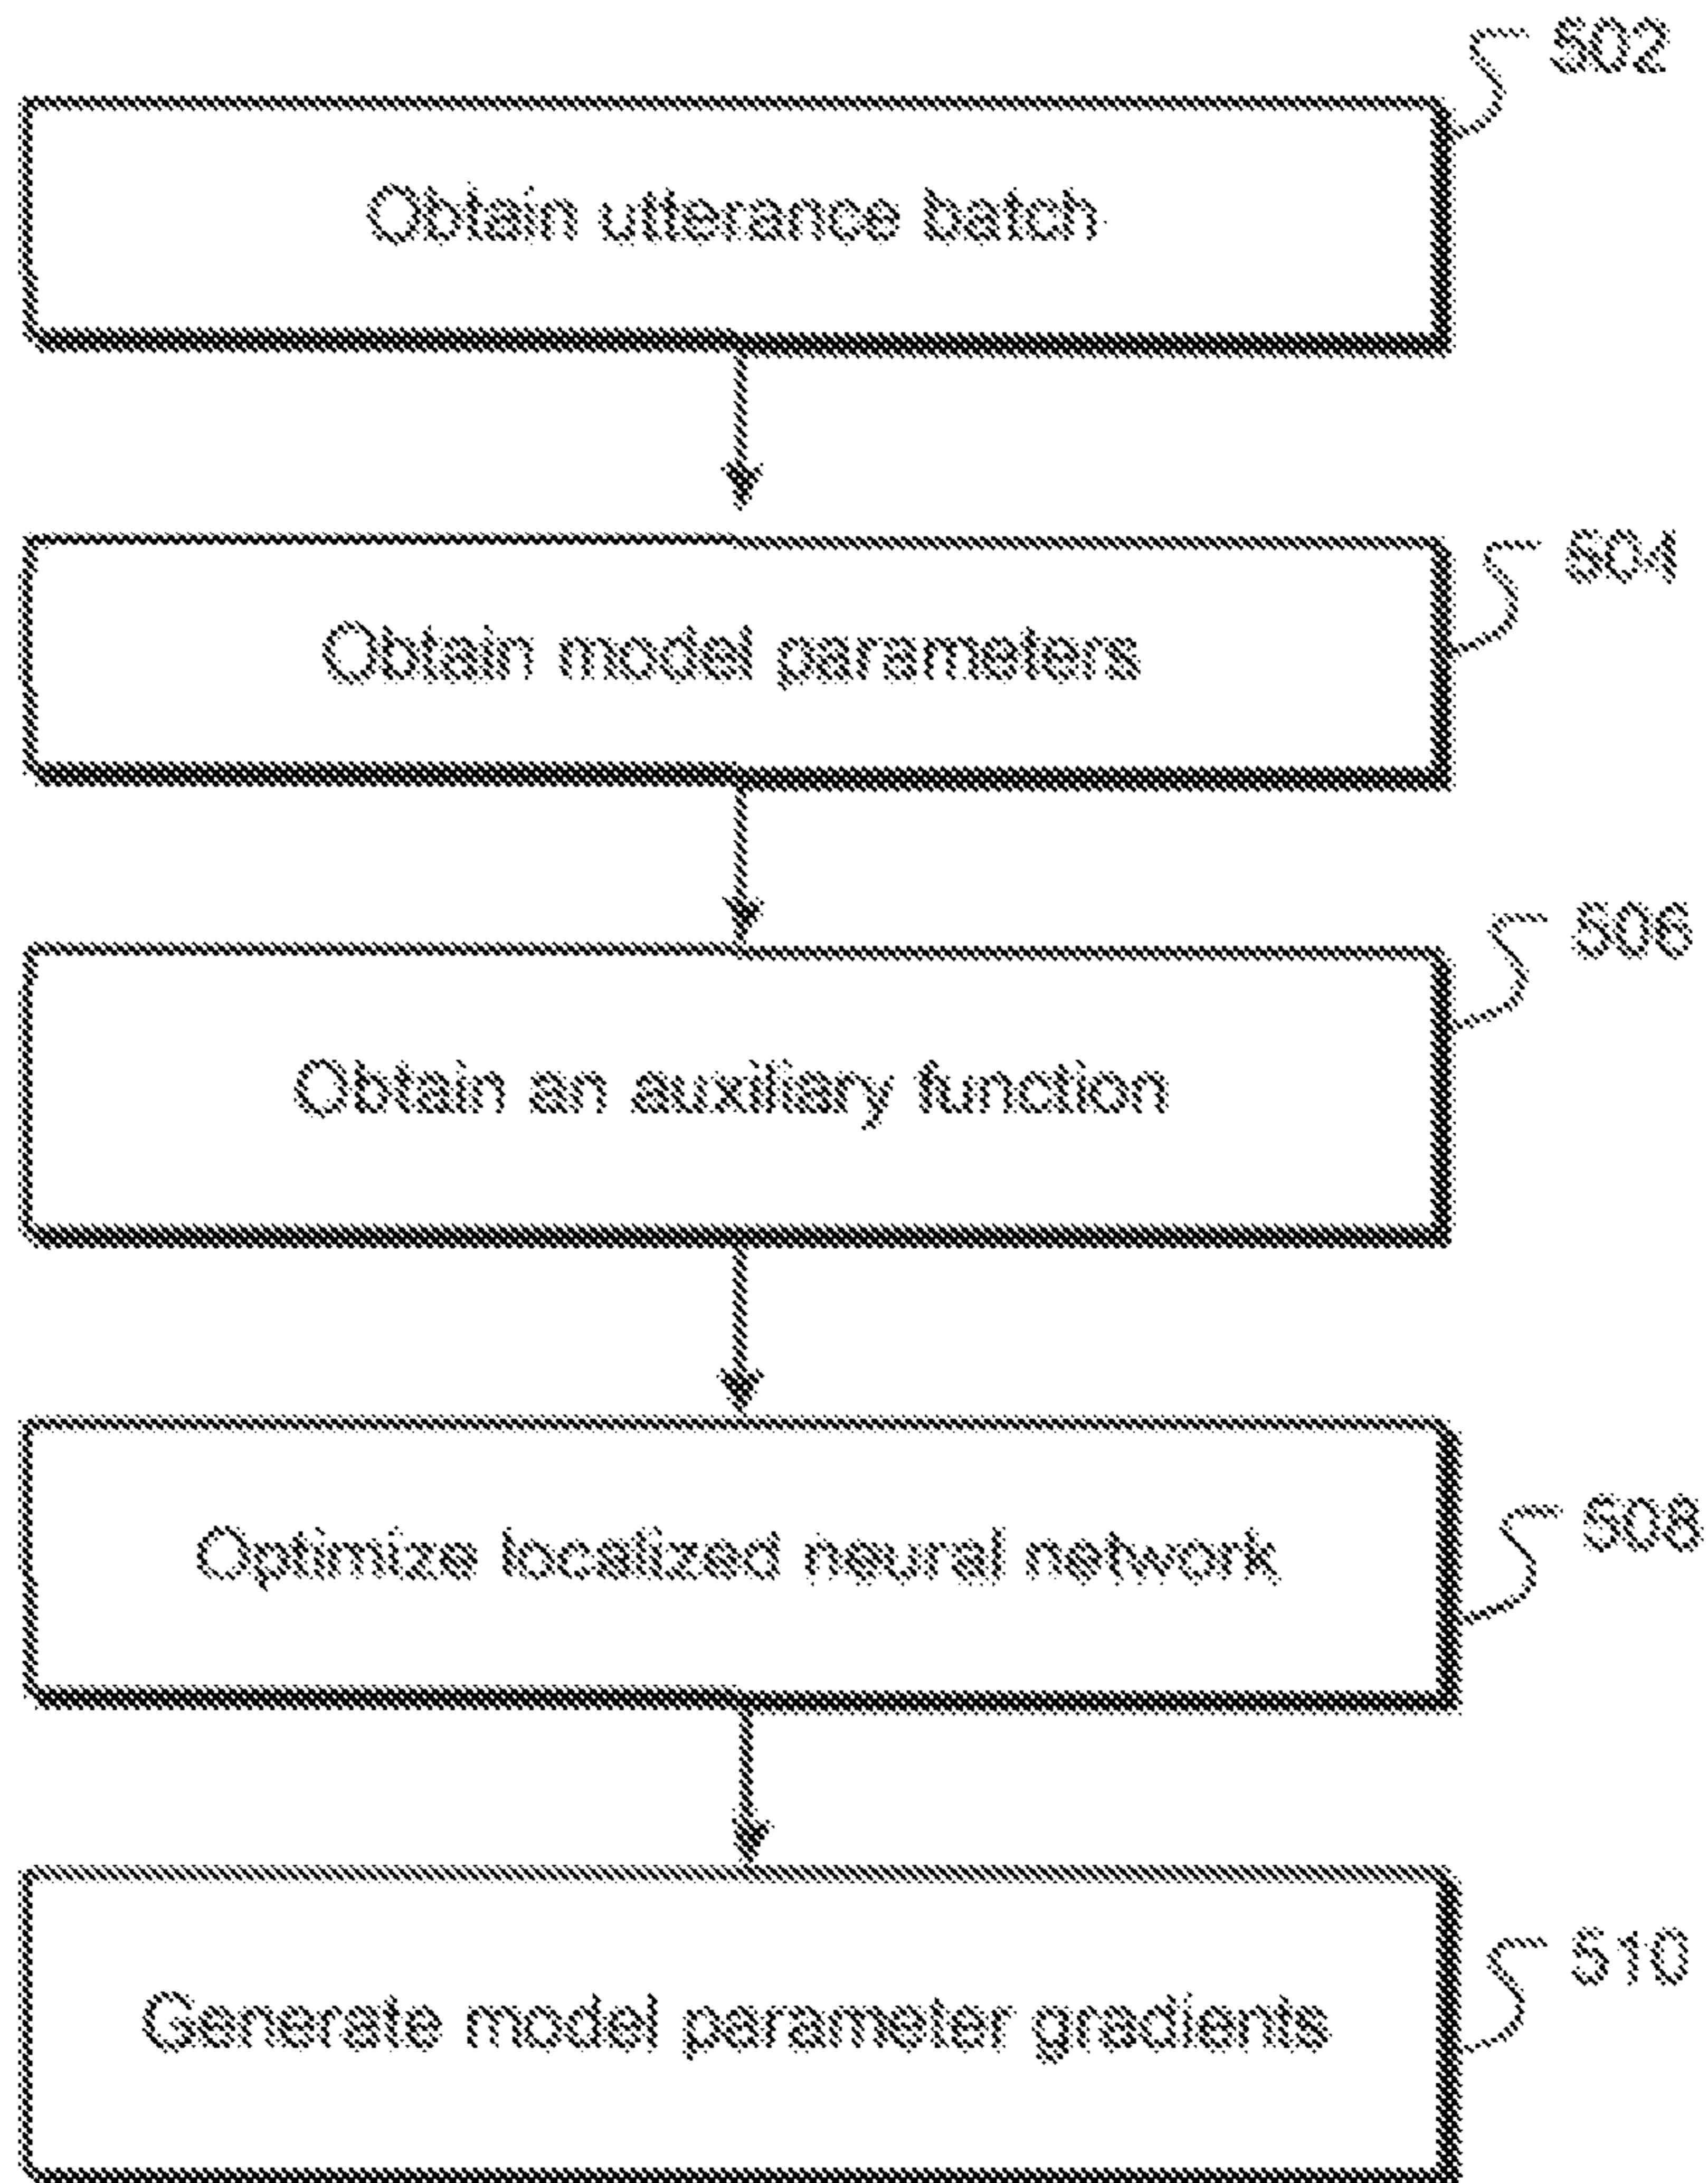 502
Obtain utterance batch
504
Obtain model parameters
506
Obtain an auxiliary function
508
Optimize localized neural network
510
Generate model parameter gradients